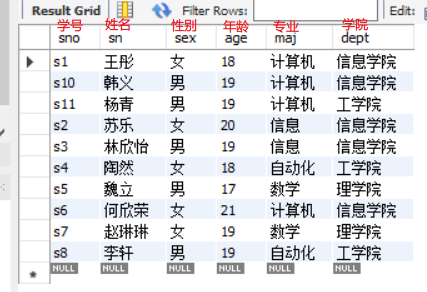 Result Grid Filter Rows: Edit:
学号 姓名 性别 年龄 专业 学院
sno sn sex age maj dept
s1 王彤 女 18 计算机 信息学院
s10 韩义 男 19 计算机 信息学院
s11 杨青 男 19 计算机 工学院
s2 苏乐 女 20 信息 信息学院
s3 林欣怡 男 19 信息 信息学院
s4 陶然 女 18 自动化 工学院
s5 魏立 男 17 数学 理学院
s6 何欣荣 女 21 计算机 信息学院
s7 赵琳琳 女 19 数学 理学院
s8 李轩 男 19 自动化 工学院
NULL NULL NULL NULL NULL NULL